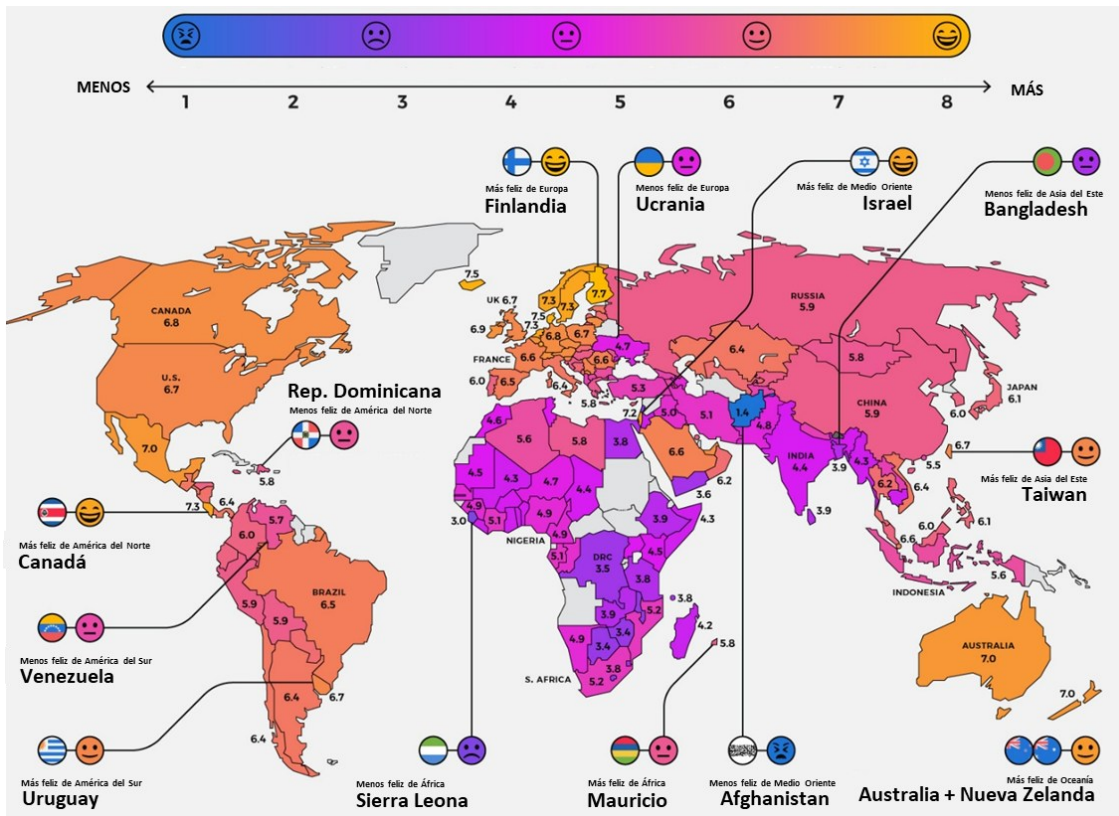 MENOS
1 2 3 4 5 6 7 8
MÁS
Más feliz de Europa
Finlandia
Menos feliz de Europa
Ucrania
Más feliz de Medio Oriente
Israel
Menos feliz de Asia del Este
Bangladesh
CANADA
6.8
U.S.
6.7
7.0
Rep. Dominicana
Menos feliz de América del Norte
5.8
6.4
7.3
Más feliz de América del Norte
Canadá
5.7
6.0
BRAZIL
6.5
5.9
5.9
Menos feliz de América del Sur
Venezuela
6.7
6.4
6.4
Más feliz de América del Sur
Uruguay
7.5
UK 6.7
6.9
7.3
7.3
7.7
7.5
7.3
6.8
6.7
FRANCE
6.6
6.6
4.7
6.0
6.5
6.4
5.8
7.2
5.3
RUSSIA
5.9
6.4
5.8
CHINA
5.9
JAPAN
6.1
6.0
5.0
5.1
1.4
4.8
INDIA
4.4
3.9
4.3
3.9
5.5
6.7
Más feliz de Asia del Este
Taiwan
6.2
6.4
6.1
6.0
6.6
5.6
INDONESIA
4.6
5.6
5.8
3.8
6.6
6.2
3.6
4.5
4.3
4.7
4.4
4.9
3.0
5.1
4.9
NIGERIA
4.9
5.1
3.9
4.3
4.5
DRC
3.5
3.8
3.8
3.9
5.2
4.2
5.8
4.9
3.4
3.4
3.8
S. AFRICA
5.2
AUSTRALIA
7.0
7.0
Menos feliz de África
Sierra Leona
Más feliz de África
Mauricio
Menos feliz de Medio Oriente
Afghanistan
Más feliz de Oceanía
Australia + Nueva Zelanda